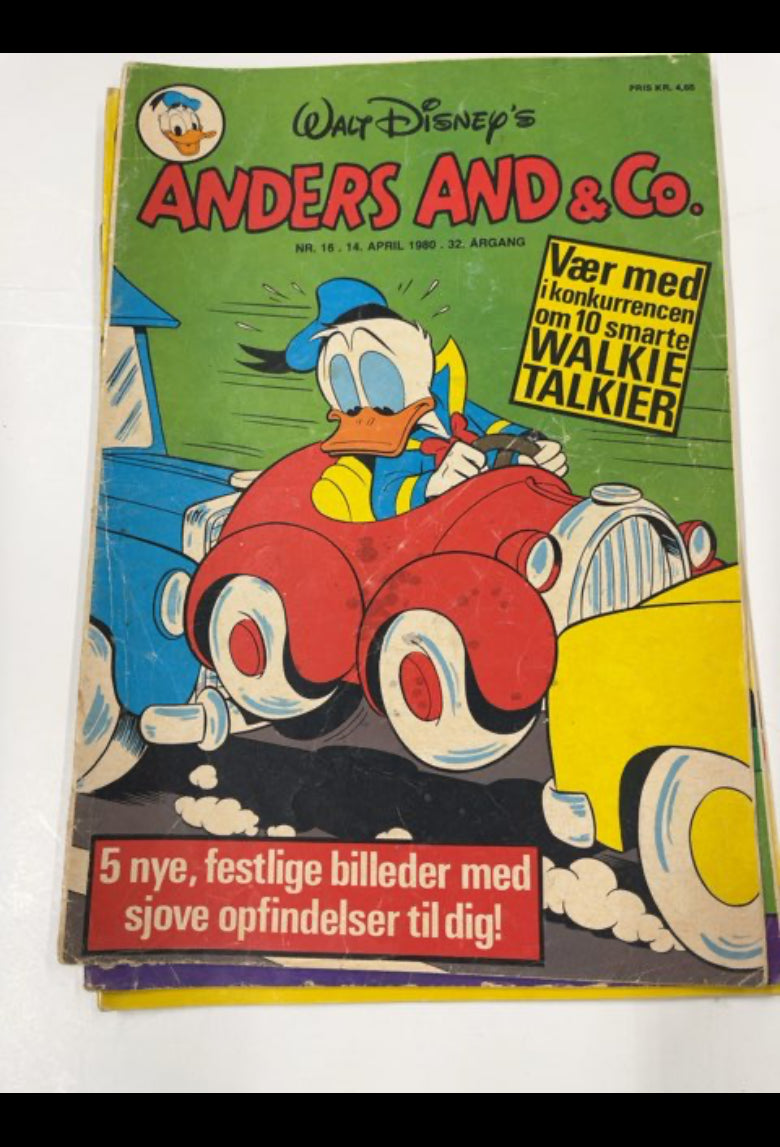 PRIS KR. 4,65
WALT DISNEY'S
ANDERS AND & Co.
NR. 16 . 14. APRIL 1980 . 32. ÅRGANG
Vær med
i konkurrencen
om 10 smarte
WALKIE
TALKIER
5 nye, festlige billeder med
sjove opfindelser til dig!